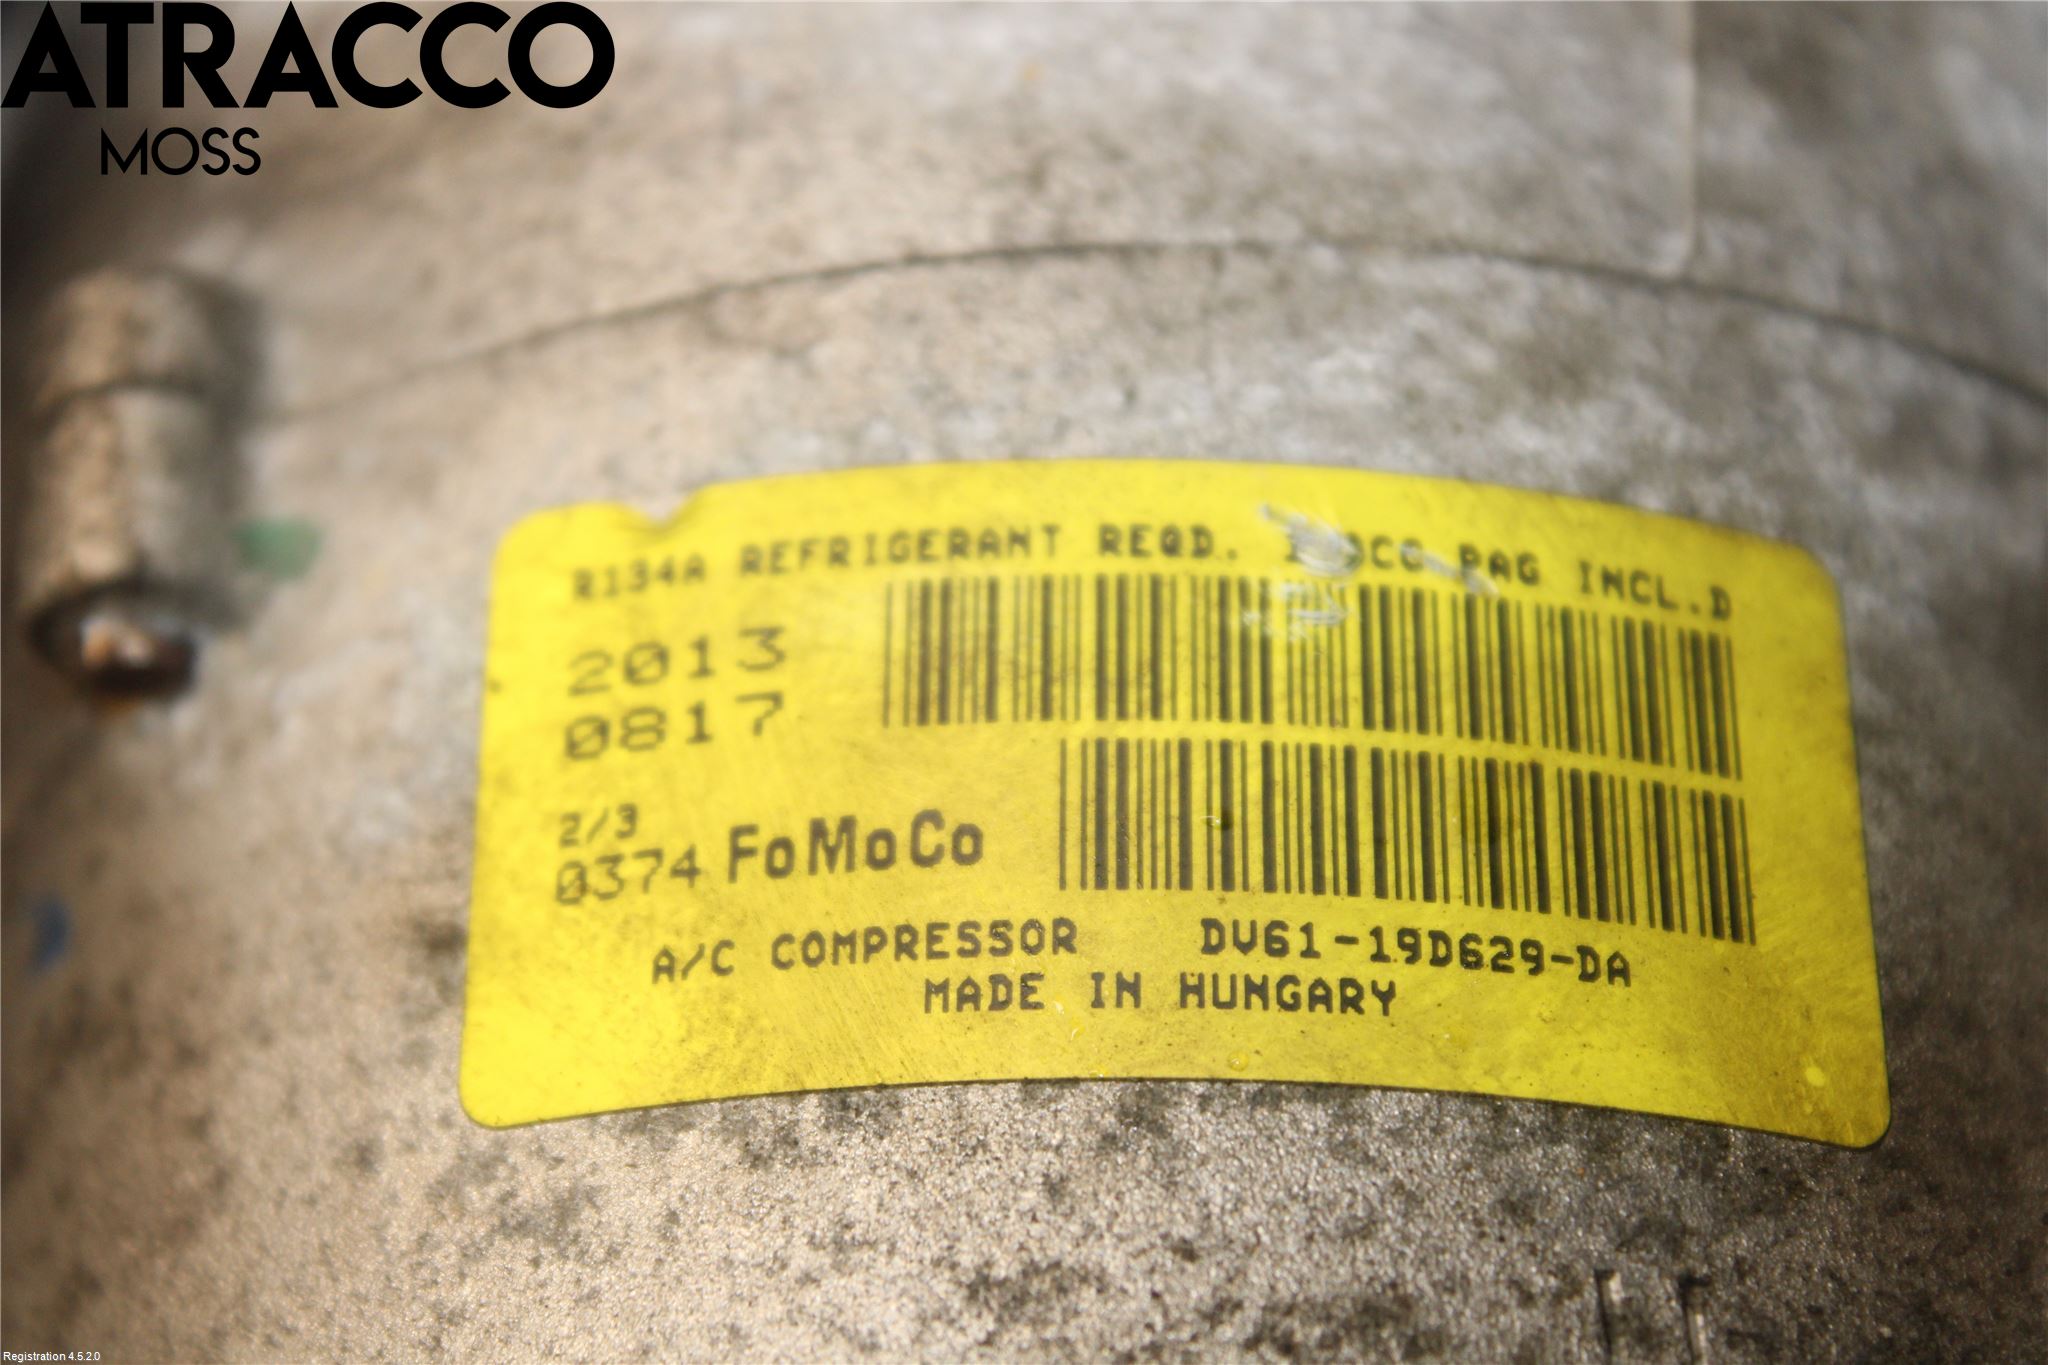 ATRACCO
MOSS
R134A REFRIGERANT REQD. PAG INCL.D
2013
0817
2/3
0374 FoMoCo
A/C COMPRESSOR DV61-19D629-DA
MADE IN HUNGARY
Registration 4.5.2.0